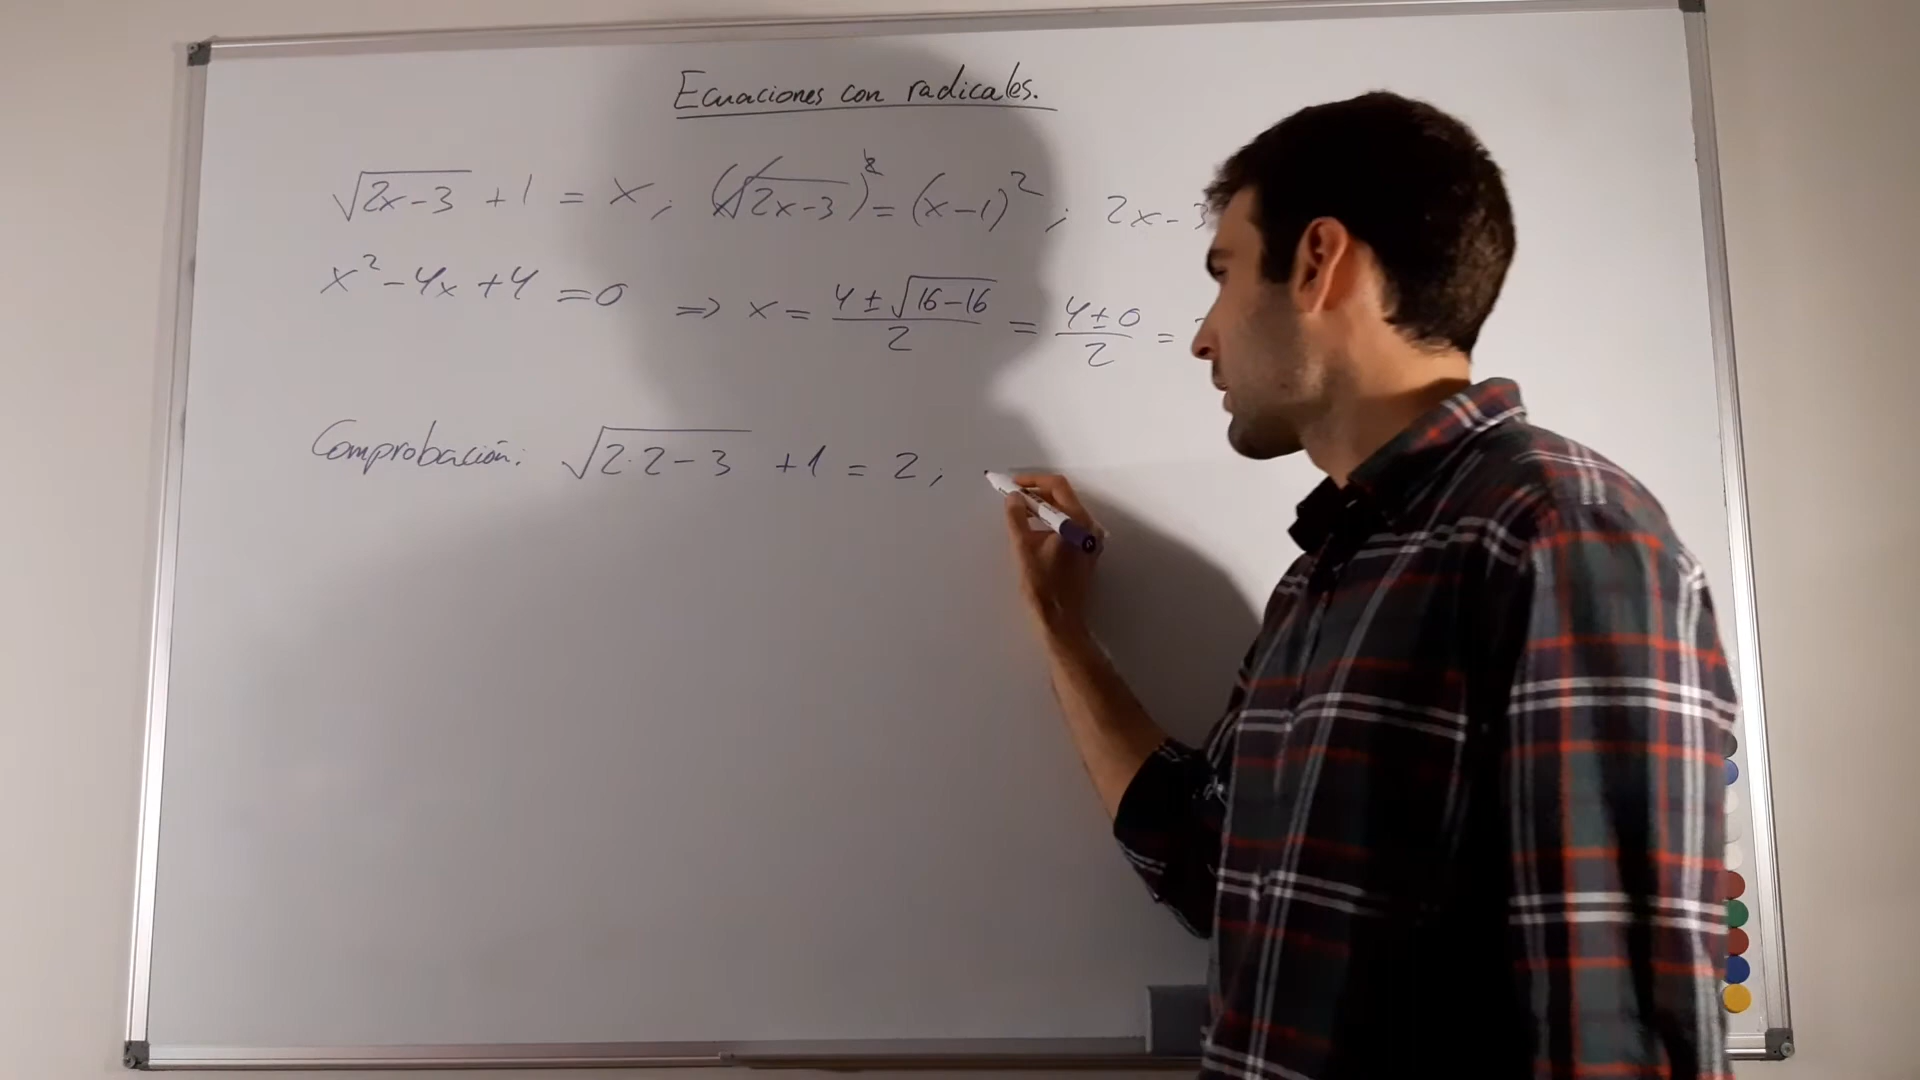 Ecuaciones con radicales.
√(2x-3) + 1 = x; (√(2x-3))² = (x-1)²; 2x-3
x² - 4x + 4 = 0 ⇒ x = (4 ± √(16-16))/2 = (4 ± 0)/2 =
Comprobación: √(2·2-3) + 1 = 2;